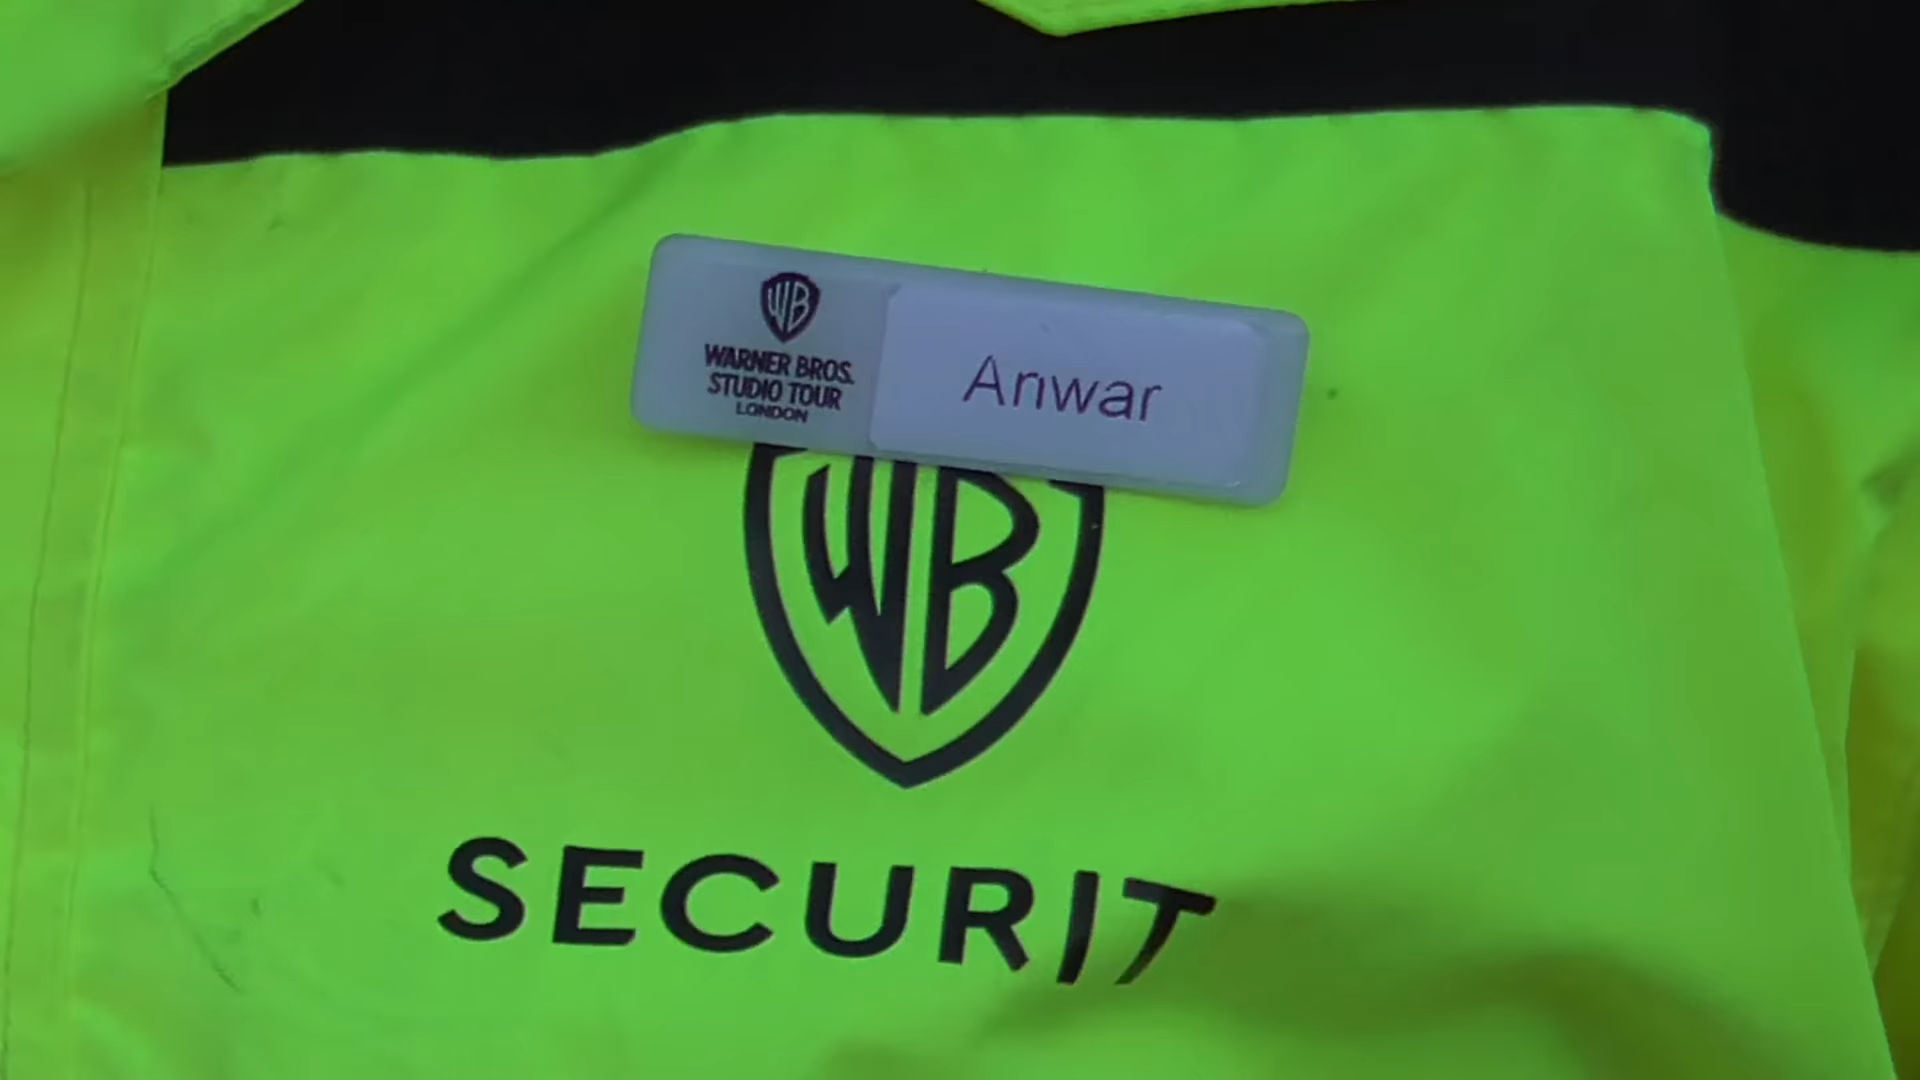 WB
WARNER BROS.
STUDIO TOUR
LONDON
Anwar
WB
SECURIT